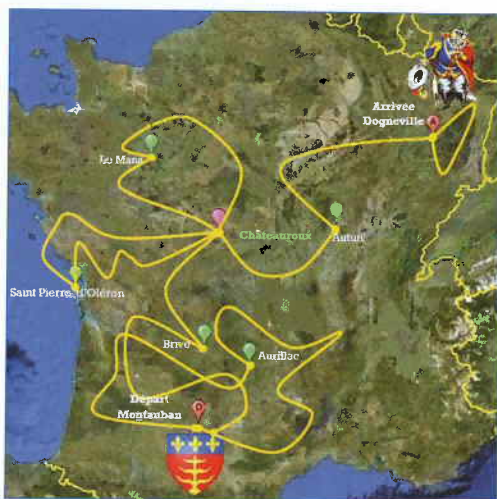 Arrivée
Dogneville
Le Mans
Châteauroux
Autun
Saint Pierre d'Oléron
Brive
Aurillac
Départ
Montauban